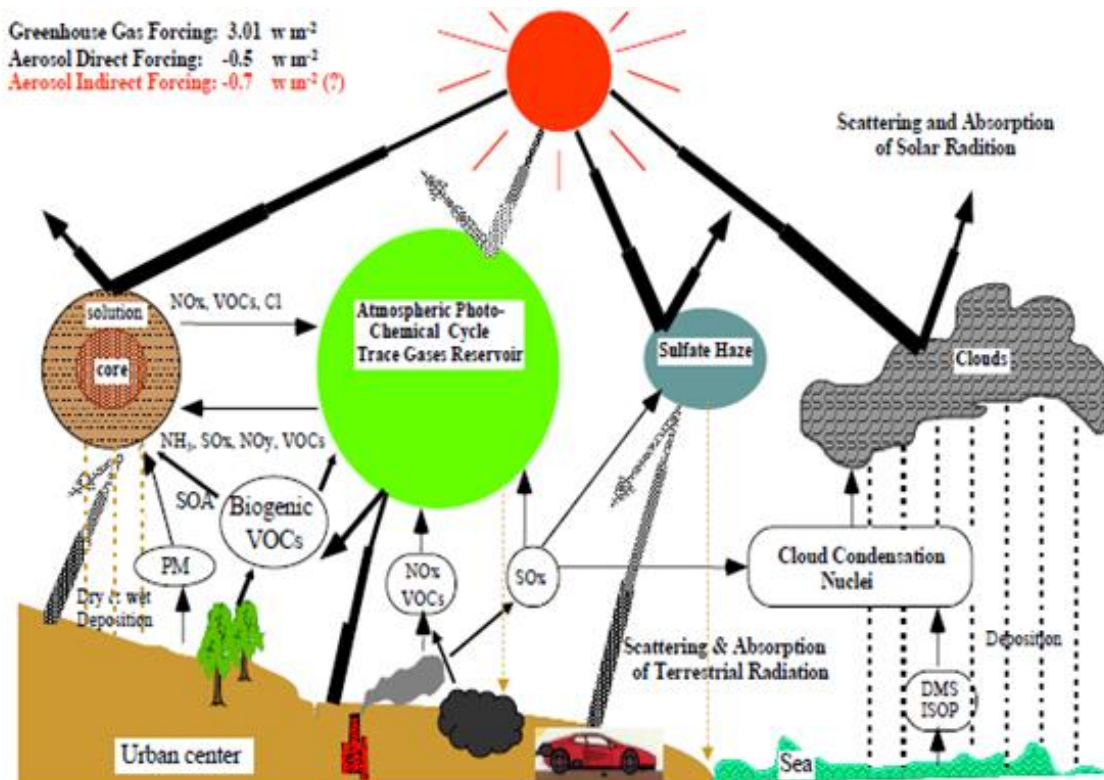 Greenhouse Gas Forcing: 3.01 w m⁻²
Aerosol Direct Forcing: -0.5 w m⁻²
Aerosol Indirect Forcing: -0.7 w m⁻² (?)
Scattering and Absorption
of Solar Radition
solution
core
NOx, VOCs, Cl
Atmospheric Photo-
Chemical Cycle
Trace Gases Reservoir
Sulfate Haze
Clouds
NH₃, SOx, NOy, VOCs
SOA
Biogenic
VOCs
PM
NOx
VOCs
SOx
Cloud Condensation
Nuclei
Dry & wet
Deposition
Scattering & Absorption
of Terrestrial Radiation
Deposition
DMS
ISOP
Urban center
Sea